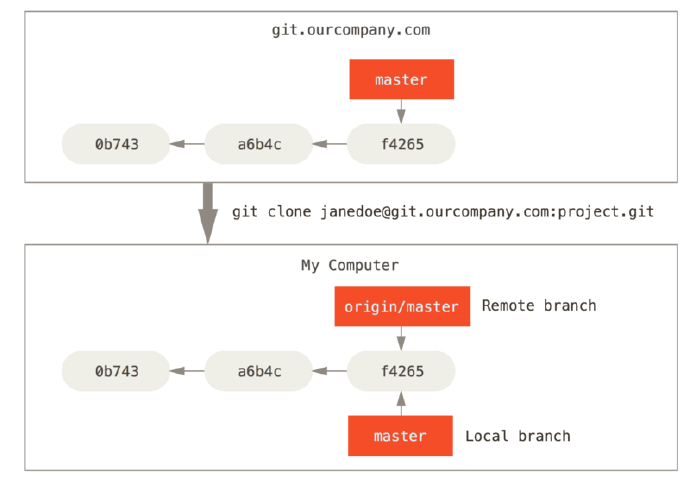 git.ourcompany.com
master
0b743 a6b4c f4265
git clone janedoe@git.ourcompany.com:project.git
My Computer
origin/master Remote branch
0b743 a6b4c f4265
master Local branch